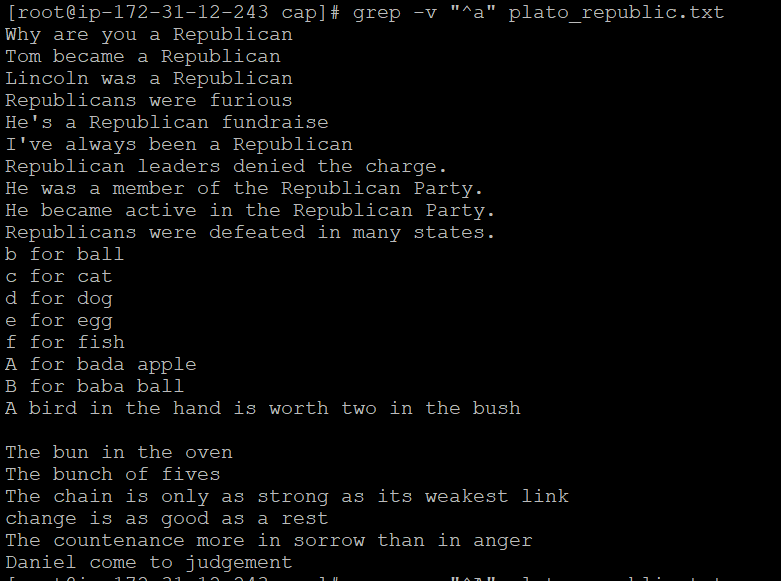 [root@ip-172-31-12-243 cap]# grep -v "^a" plato_republic.txt
Why are you a Republican
Tom became a Republican
Lincoln was a Republican
Republicans were furious
He's a Republican fundraise
I've always been a Republican
Republican leaders denied the charge.
He was a member of the Republican Party.
He became active in the Republican Party.
Republicans were defeated in many states.
b for ball
c for cat
d for dog
e for egg
f for fish
A for bada apple
B for baba ball
A bird in the hand is worth two in the bush
The bun in the oven
The bunch of fives
The chain is only as strong as its weakest link
change is as good as a rest
The countenance more in sorrow than in anger
Daniel come to judgement